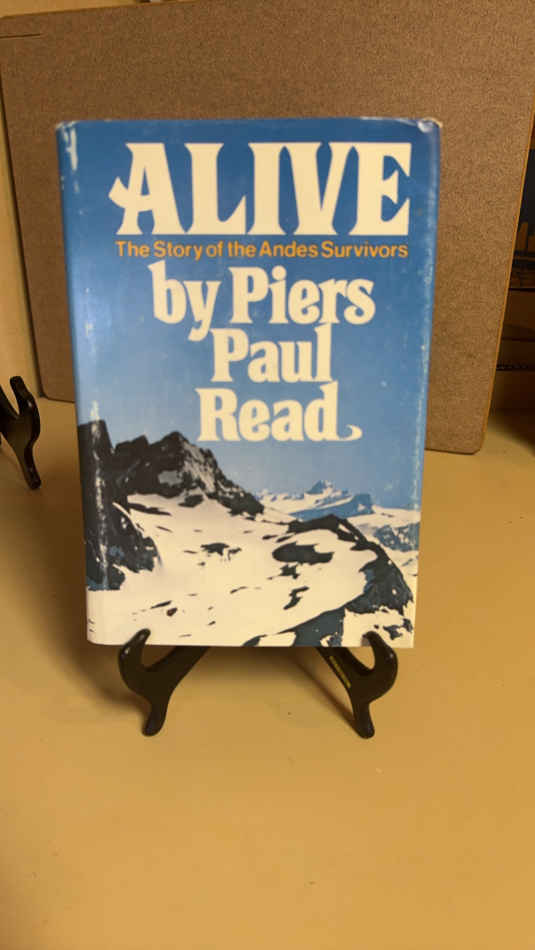 ALIVE
The Story of the Andes Survivors
by Piers
Paul
Read